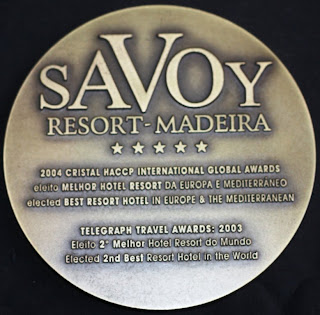 SAVOY
RESORT-MADEIRA
★★★★★
2004 CRISTAL HACCP INTERNATIONAL GLOBAL AWARDS
eleito MELHOR HOTEL RESORT DA EUROPA E MEDITERRANEO
elected BEST RESORT HOTEL IN EUROPE & THE MEDITERRANEAN
TELEGRAPH TRAVEL AWARDS: 2003
Eleito 2º Melhor Hotel Resort do Mundo
Elected 2nd Best Resort Hotel in the World